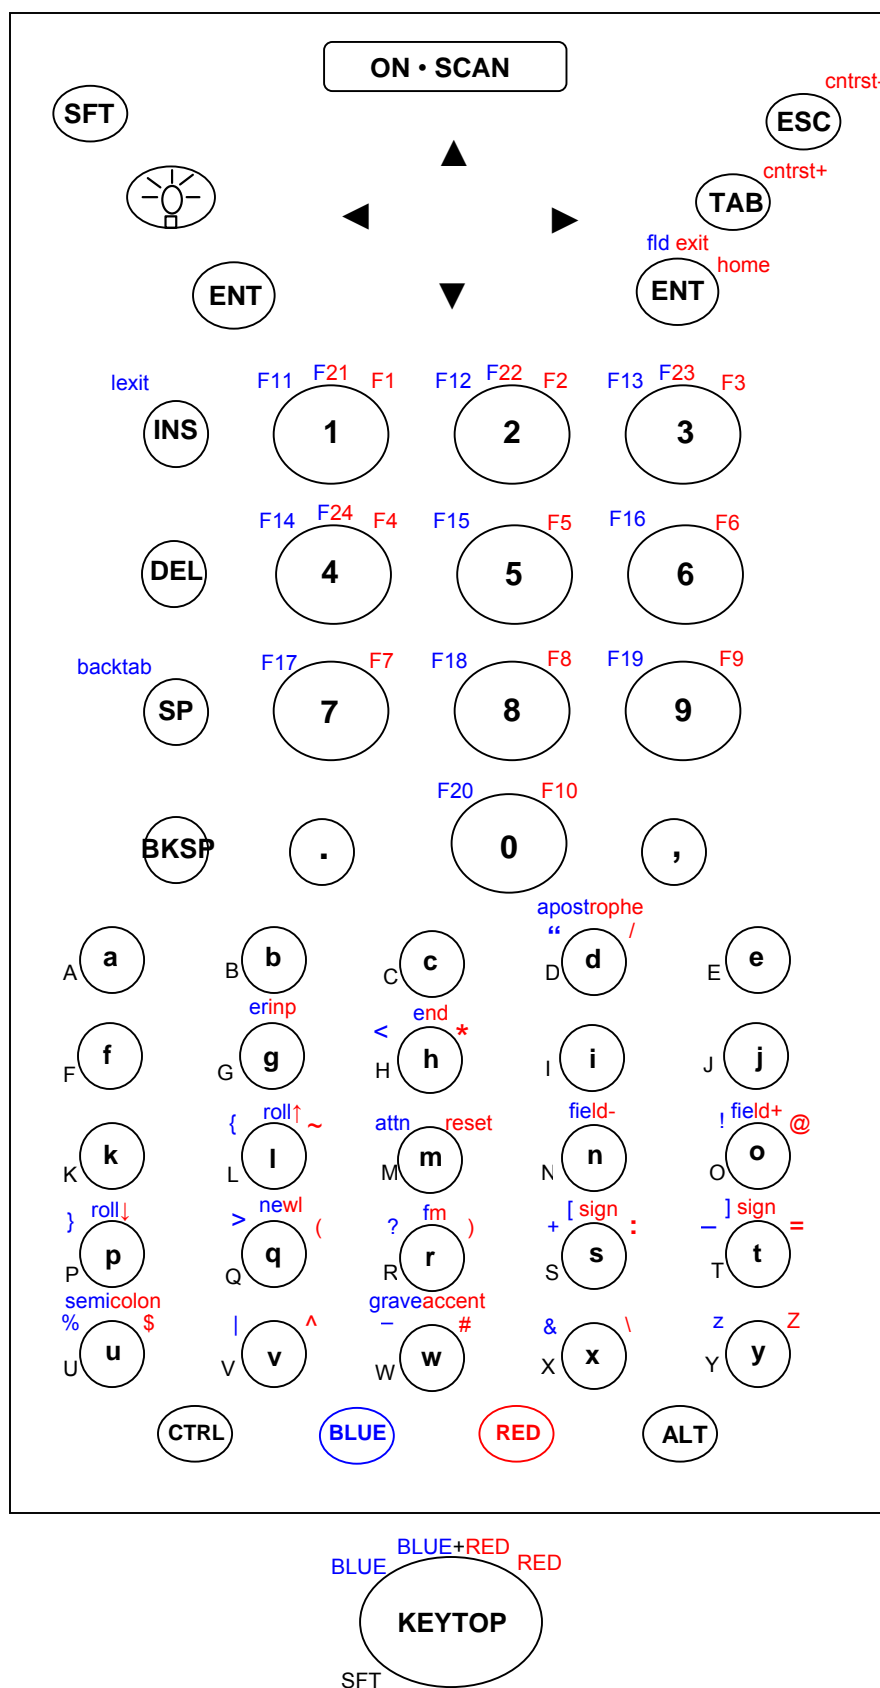 ON • SCAN
cntrst-
SFT
ESC
cntrst+
TAB
fld exit
home
ENT
ENT
lexit
F11 F21 F1 F12 F22 F2 F13 F23 F3
INS 1 2 3
F14 F24 F4 F15 F5 F16 F6
DEL 4 5 6
backtab F17 F7 F18 F8 F19 F9
SP 7 8 9
F20 F10
BKSP . 0 ,
apostrophe
“ /
A a B b C c D d E e
erinp end
< *
F f G g H h I i J j
roll↑ attn reset field- field+
{ ~ ! @
K k L l M m N n O o
roll↓ newl fm [ sign ] sign
} > ( ? ) + : – =
P p Q q R r S s T t
semicolon graveaccent
% $ | ^ – # & \ z Z
U u V v W w X x Y y
CTRL BLUE RED ALT
BLUE+RED
BLUE RED
KEYTOP
SFT